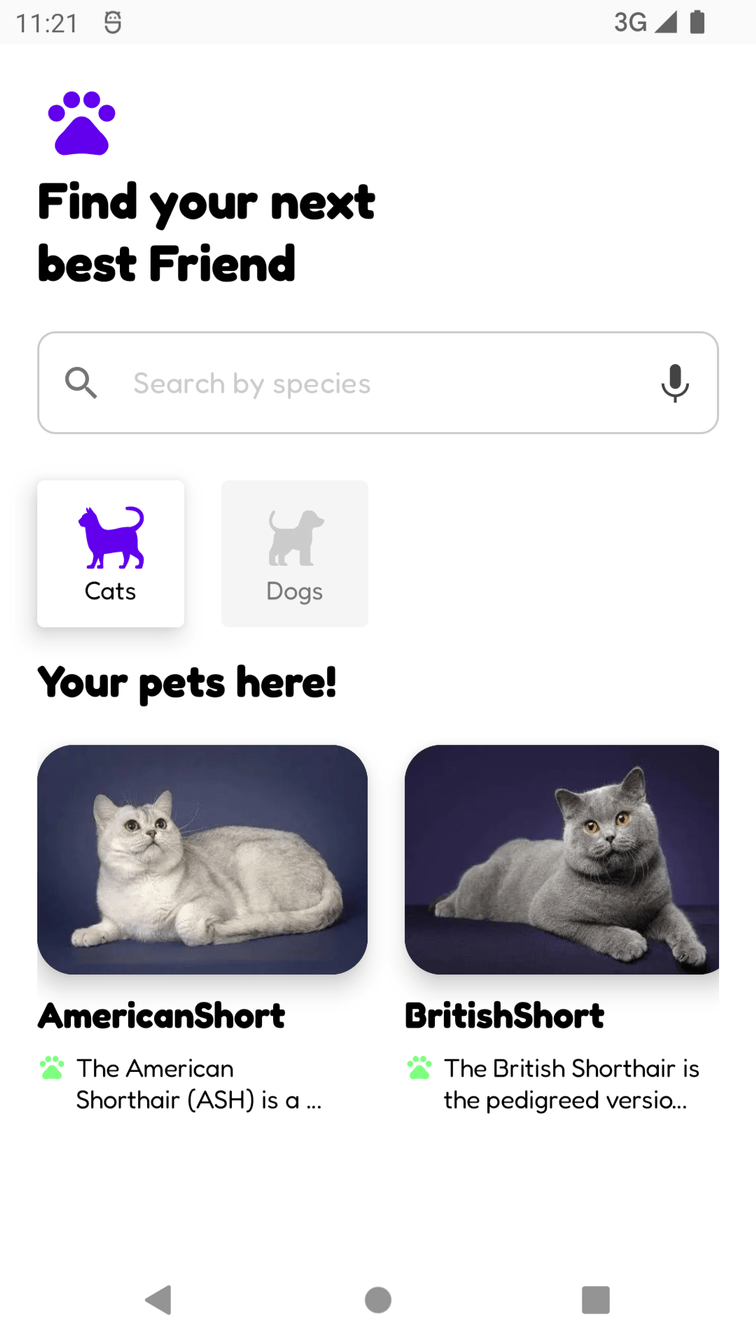 11:21 3G
Find your next
best Friend
Search by species
Cats
Dogs
Your pets here!
AmericanShort
The American
Shorthair (ASH) is a ...
BritishShort
The British Shorthair is
the pedigreed versio...